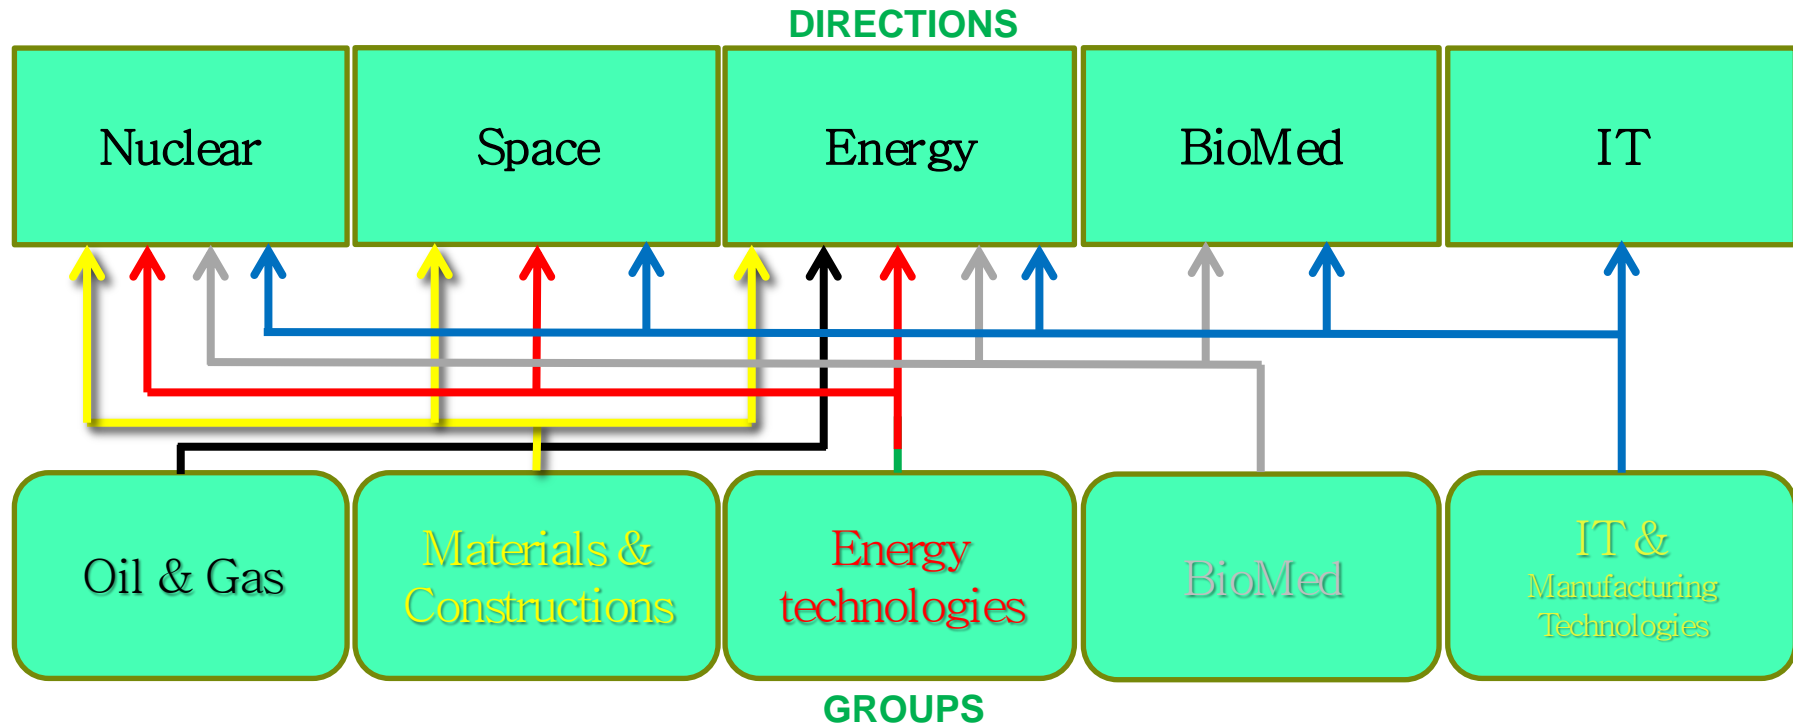 DIRECTIONS
Nuclear
Space
Energy
BioMed
IT
Oil & Gas
Materials &
Constructions
Energy
technologies
BioMed
IT &
Manufacturing
Technologies
GROUPS